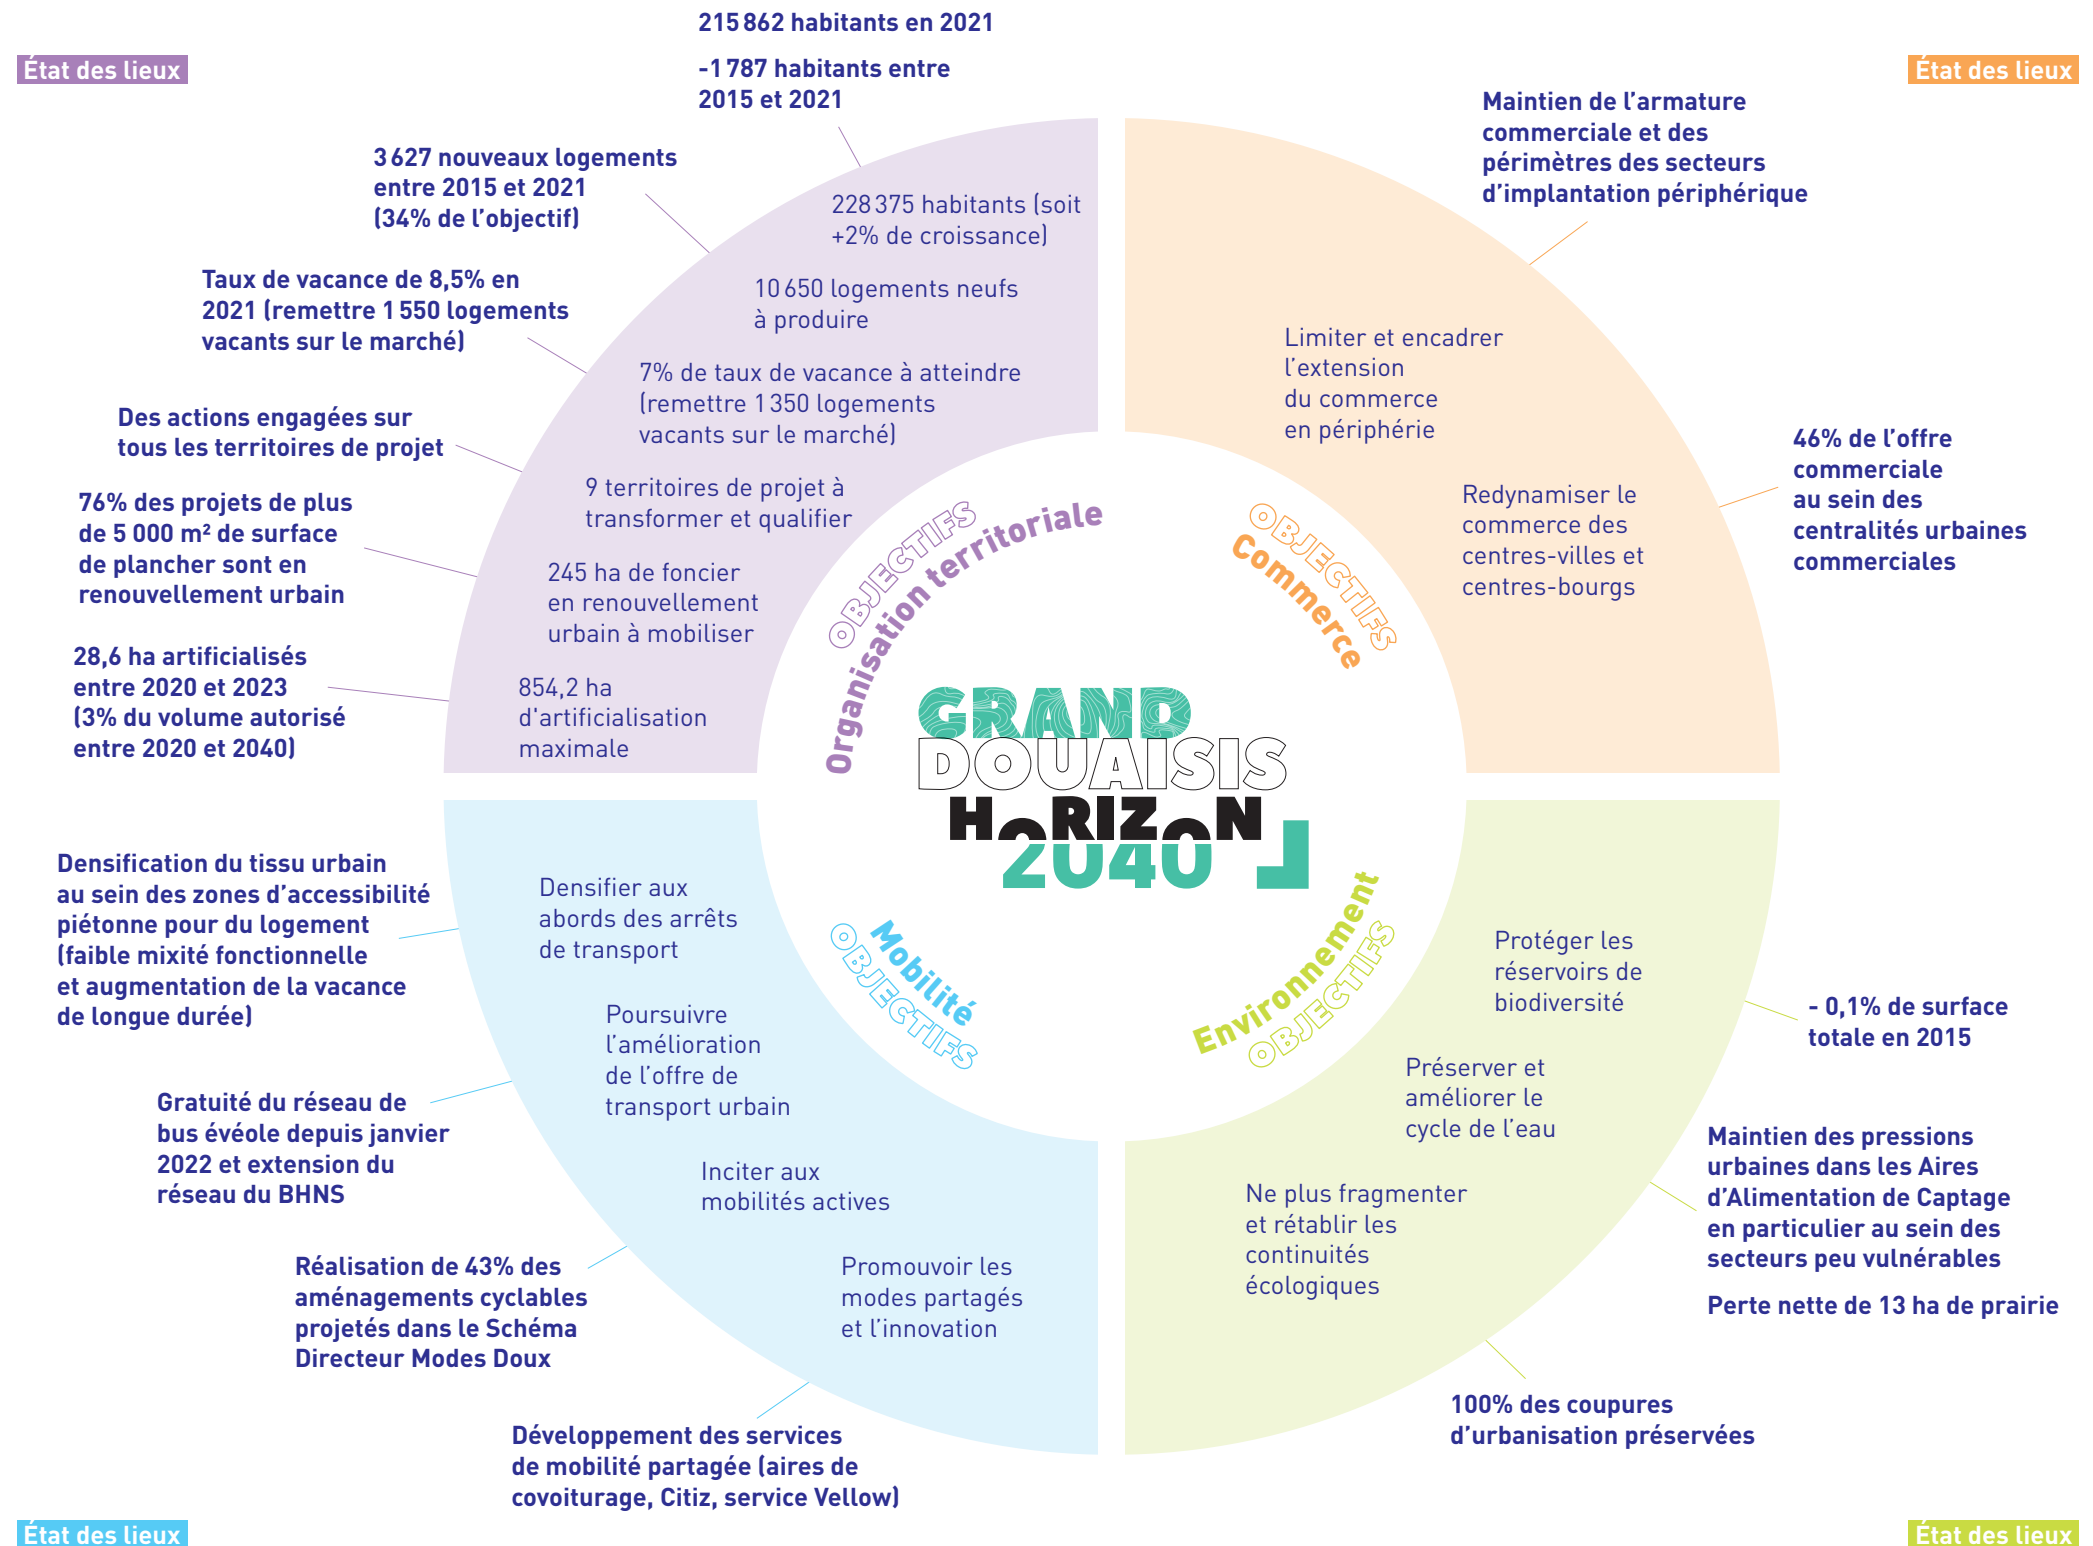 État des lieux
215 862 habitants en 2021
-1 787 habitants entre
2015 et 2021
3 627 nouveaux logements
entre 2015 et 2021
(34% de l’objectif)
Taux de vacance de 8,5% en
2021 (remettre 1 550 logements
vacants sur le marché)
Des actions engagées sur
tous les territoires de projet
76% des projets de plus
de 5 000 m² de surface
de plancher sont en
renouvellement urbain
28,6 ha artificialisés
entre 2020 et 2023
(3% du volume autorisé
entre 2020 et 2040)
228 375 habitants (soit
+2% de croissance)
10 650 logements neufs
à produire
7% de taux de vacance à atteindre
(remettre 1 350 logements
vacants sur le marché)
9 territoires de projet à
transformer et qualifier
245 ha de foncier
en renouvellement
urbain à mobiliser
854,2 ha
d'artificialisation
maximale
OBJECTIFS
Organisation territoriale
État des lieux
Maintien de l’armature
commerciale et des
périmètres des secteurs
d’implantation périphérique
46% de l’offre
commerciale
au sein des
centralités urbaines
commerciales
Limiter et encadrer
l’extension
du commerce
en périphérie
Redynamiser le
commerce des
centres-villes et
centres-bourgs
OBJECTIFS
Commerce
GRAND
DOUAISIS
HORIZON
2040
Densification du tissu urbain
au sein des zones d’accessibilité
piétonne pour du logement
(faible mixité fonctionnelle
et augmentation de la vacance
de longue durée)
Gratuité du réseau de
bus évéole depuis janvier
2022 et extension du
réseau du BHNS
Réalisation de 43% des
aménagements cyclables
projetés dans le Schéma
Directeur Modes Doux
Développement des services
de mobilité partagée (aires de
covoiturage, Citiz, service Vellow)
Densifier aux
abords des arrêts
de transport
Poursuivre
l’amélioration
de l’offre de
transport urbain
Inciter aux
mobilités actives
Promouvoir les
modes partagés
et l’innovation
Mobilité
OBJECTIFS
État des lieux
Environnement
OBJECTIFS
Protéger les
réservoirs de
biodiversité
Préserver et
améliorer le
cycle de l’eau
Ne plus fragmenter
et rétablir les
continuités
écologiques
- 0,1% de surface
totale en 2015
Maintien des pressions
urbaines dans les Aires
d’Alimentation de Captage
en particulier au sein des
secteurs peu vulnérables
Perte nette de 13 ha de prairie
100% des coupures
d’urbanisation préservées
État des lieux